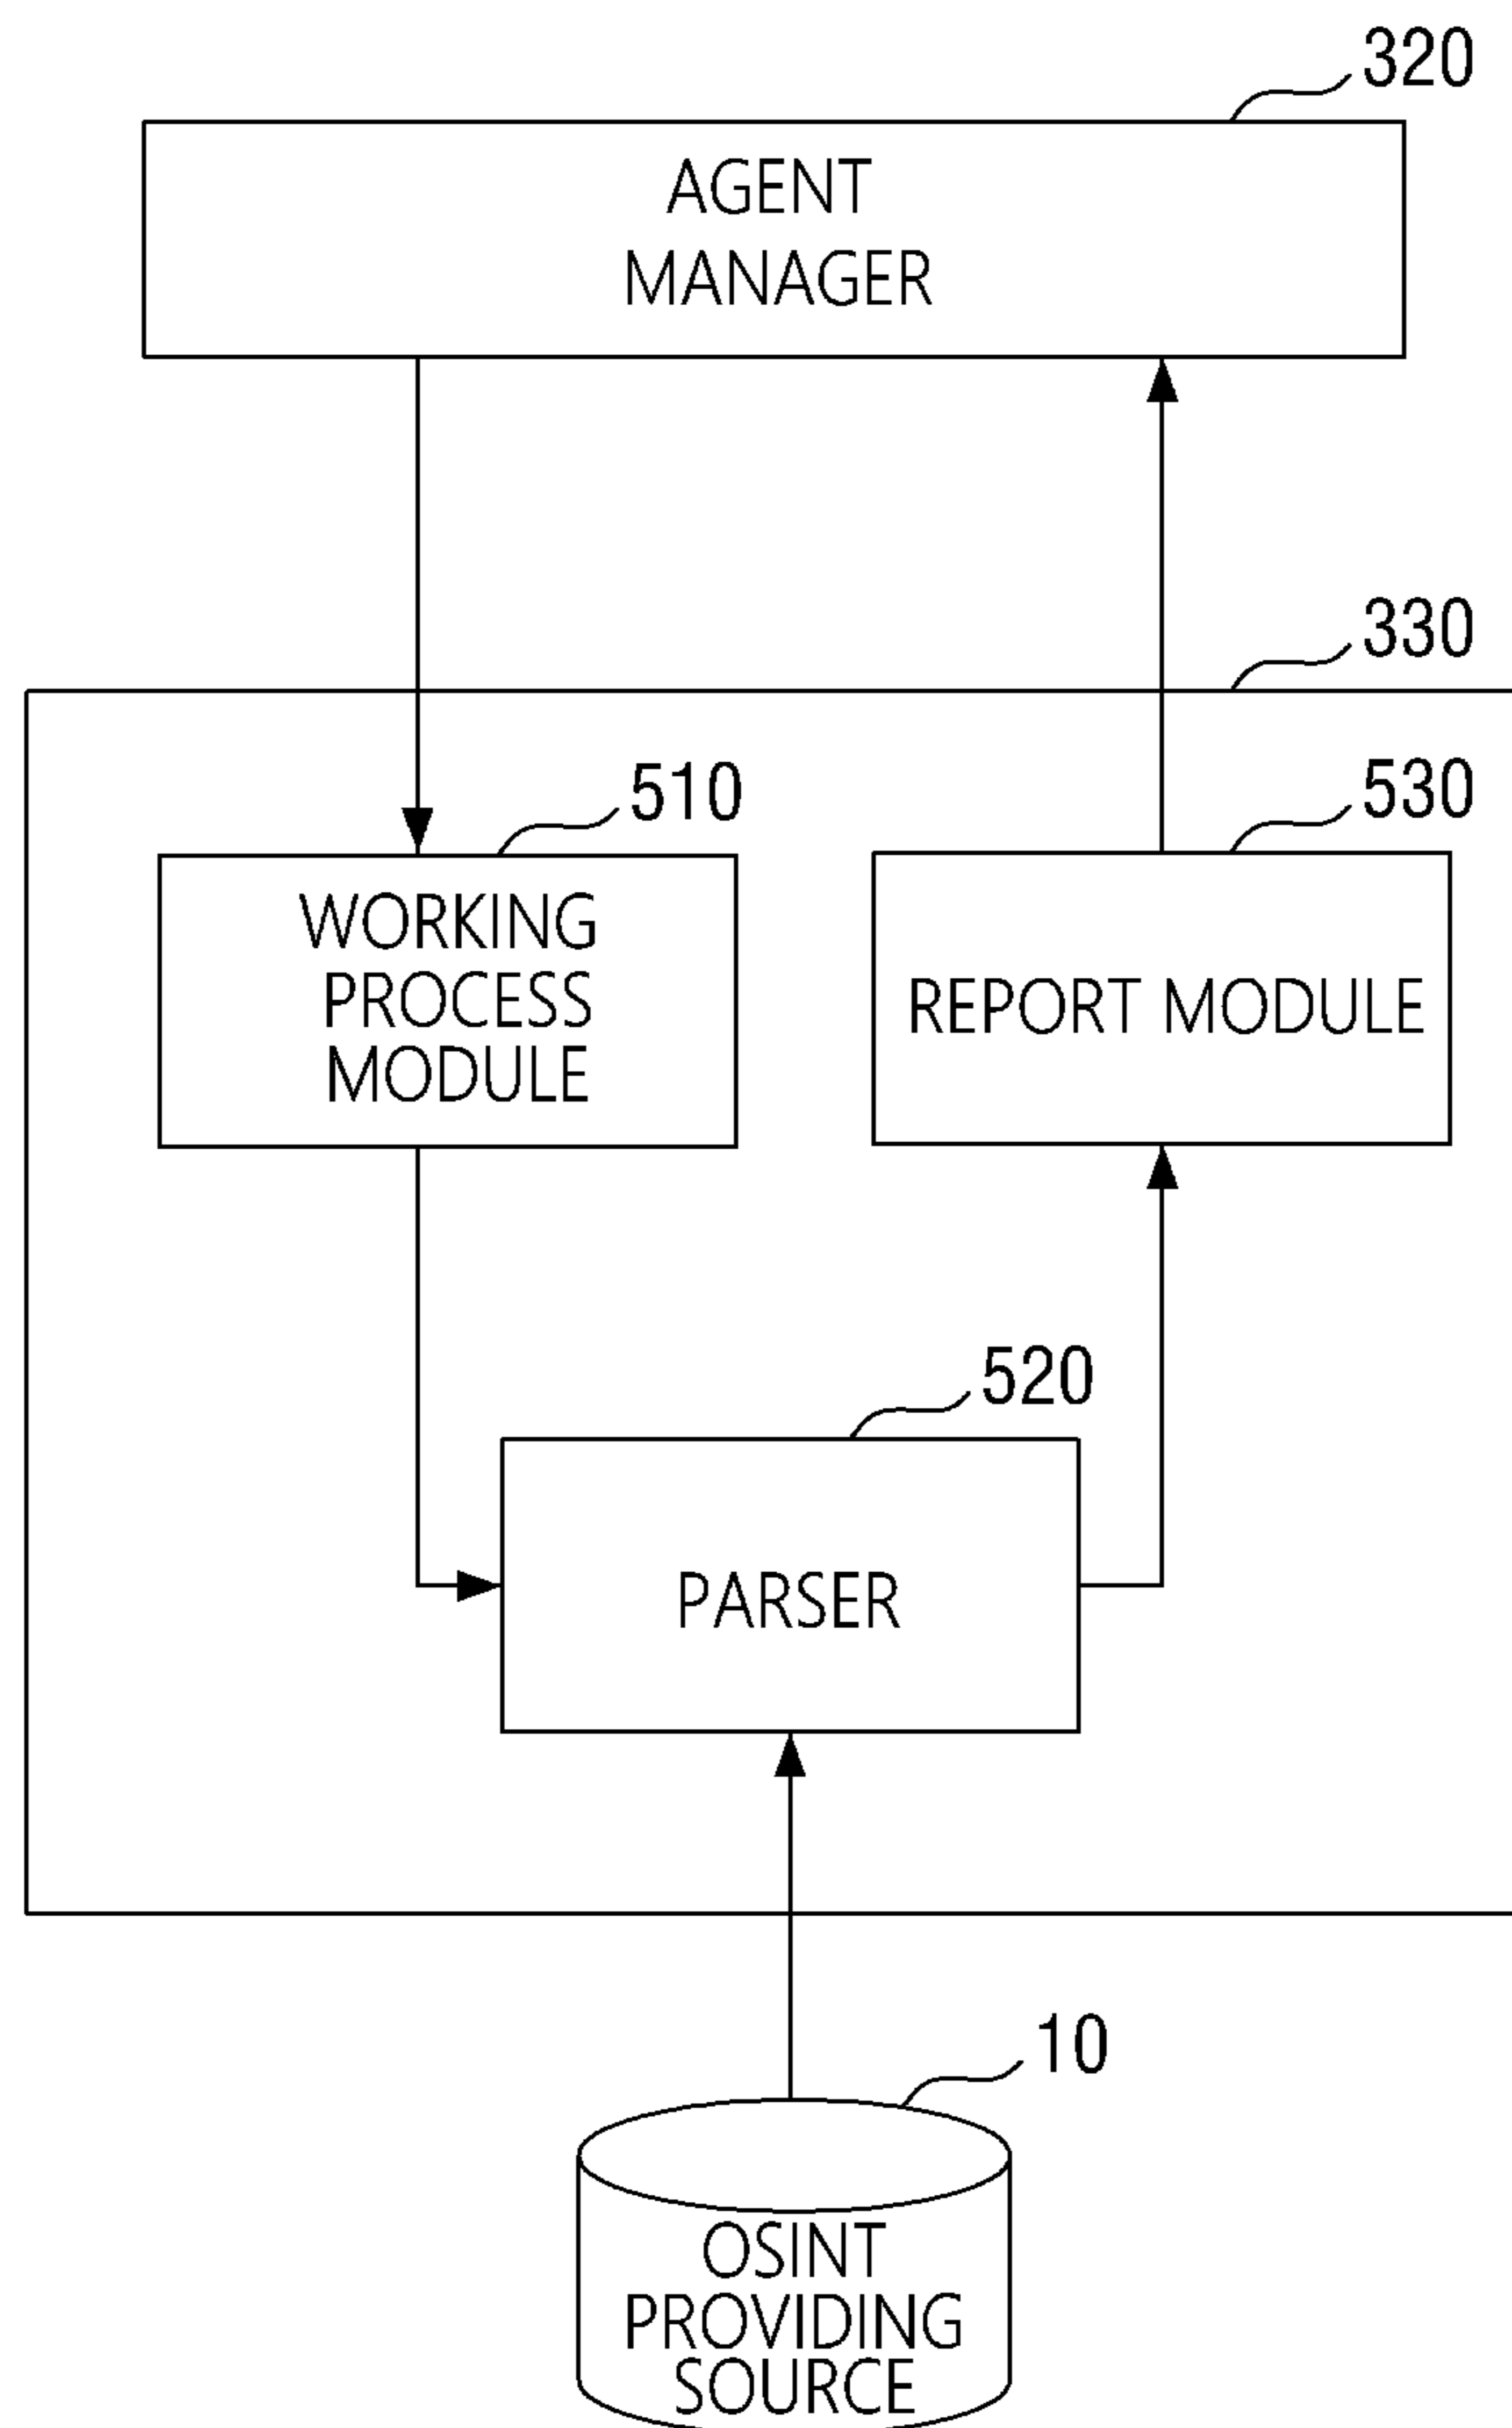 320
AGENT
MANAGER
330
510
530
WORKING
PROCESS
MODULE
REPORT MODULE
520
PARSER
10
OSINT
PROVIDING
SOURCE